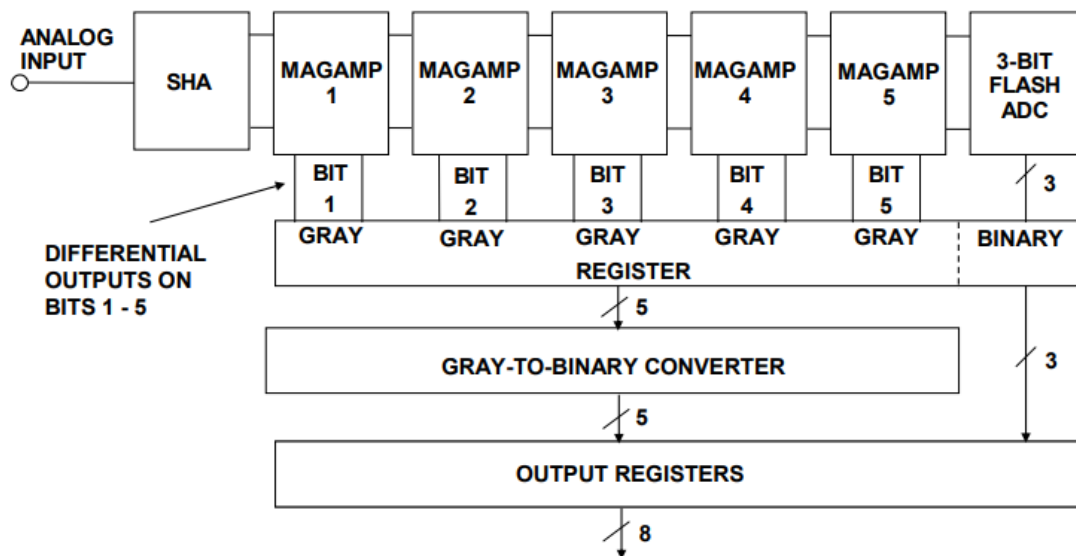 ANALOG
INPUT
SHA
MAGAMP
1
MAGAMP
2
MAGAMP
3
MAGAMP
4
MAGAMP
5
3-BIT
FLASH
ADC
BIT
1
GRAY
BIT
2
GRAY
BIT
3
GRAY
BIT
4
GRAY
BIT
5
GRAY
3
BINARY
DIFFERENTIAL
OUTPUTS ON
BITS 1 - 5
REGISTER
5
GRAY-TO-BINARY CONVERTER
3
5
OUTPUT REGISTERS
8